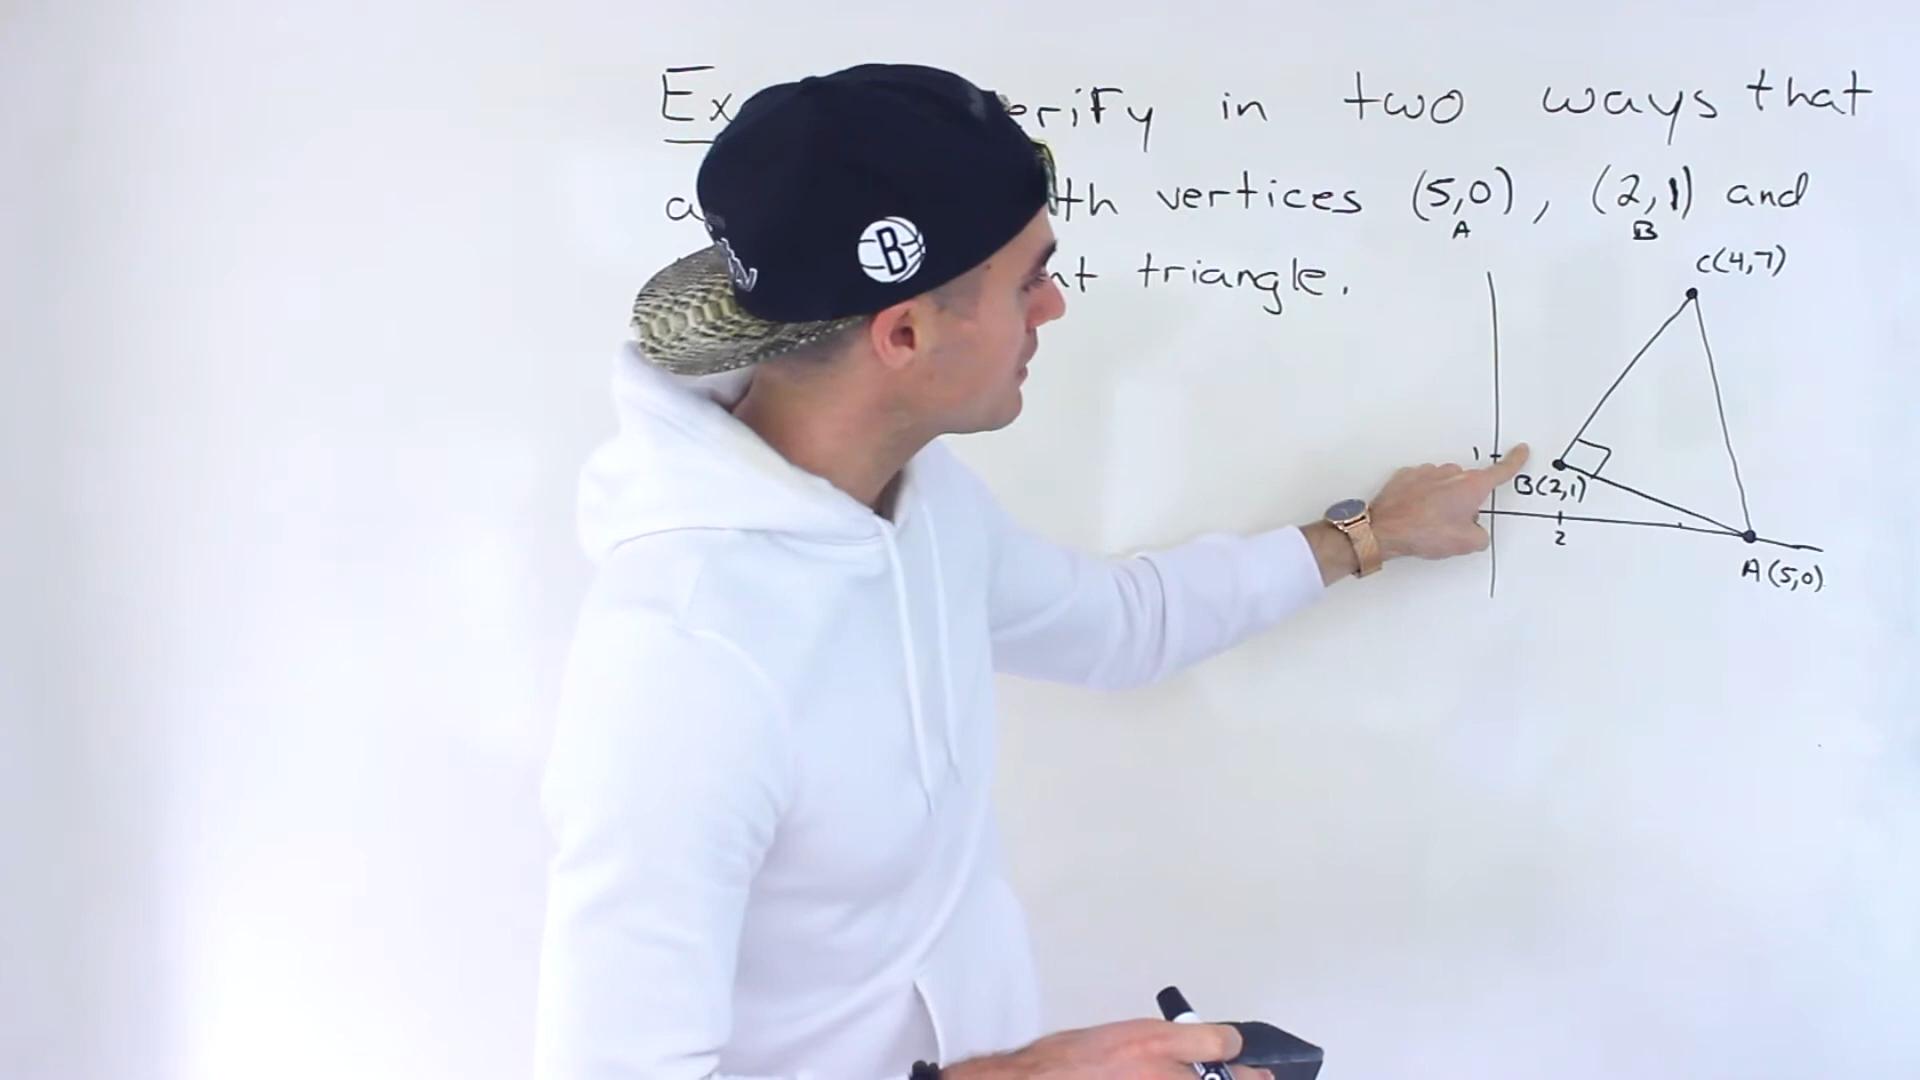 Ex erify in two ways that
a th vertices (5,0), (2,1) and
A B
nt triangle.
C(4,7)
B
1
B(2,1)
2
A(5,0)